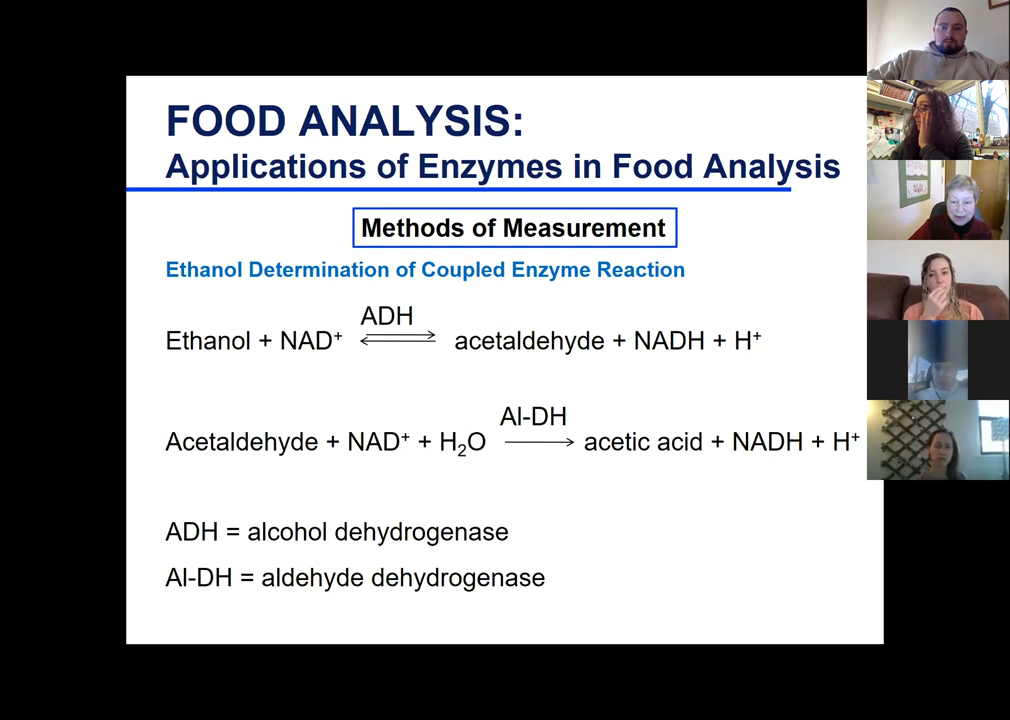 FOOD ANALYSIS:
Applications of Enzymes in Food Analysis
Methods of Measurement
Ethanol Determination of Coupled Enzyme Reaction
ADH
Ethanol + NAD⁺ ⇌ acetaldehyde + NADH + H⁺
Al-DH
Acetaldehyde + NAD⁺ + H₂O → acetic acid + NADH + H⁺
ADH = alcohol dehydrogenase
Al-DH = aldehyde dehydrogenase